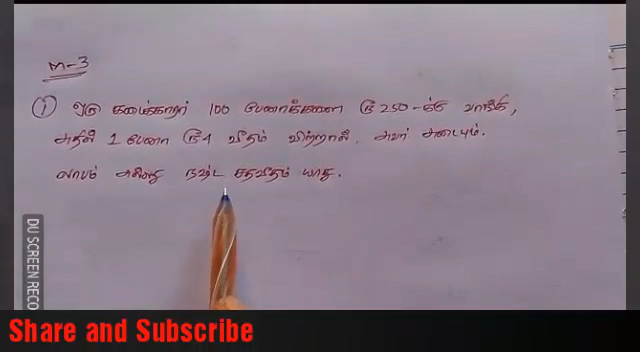 M-3
① ஒரு கடைக்காரர் 100 பேனாக்களை ரூ 250-க்கு வாங்கி,
அதில் 1 பேனா ரூ4 வீதம் விற்றால் அவர் அடையும்.
லாபம் அல்லது நஷ்ட சதவீதம் யாது.
DU SCREEN RECO
Share and Subscribe